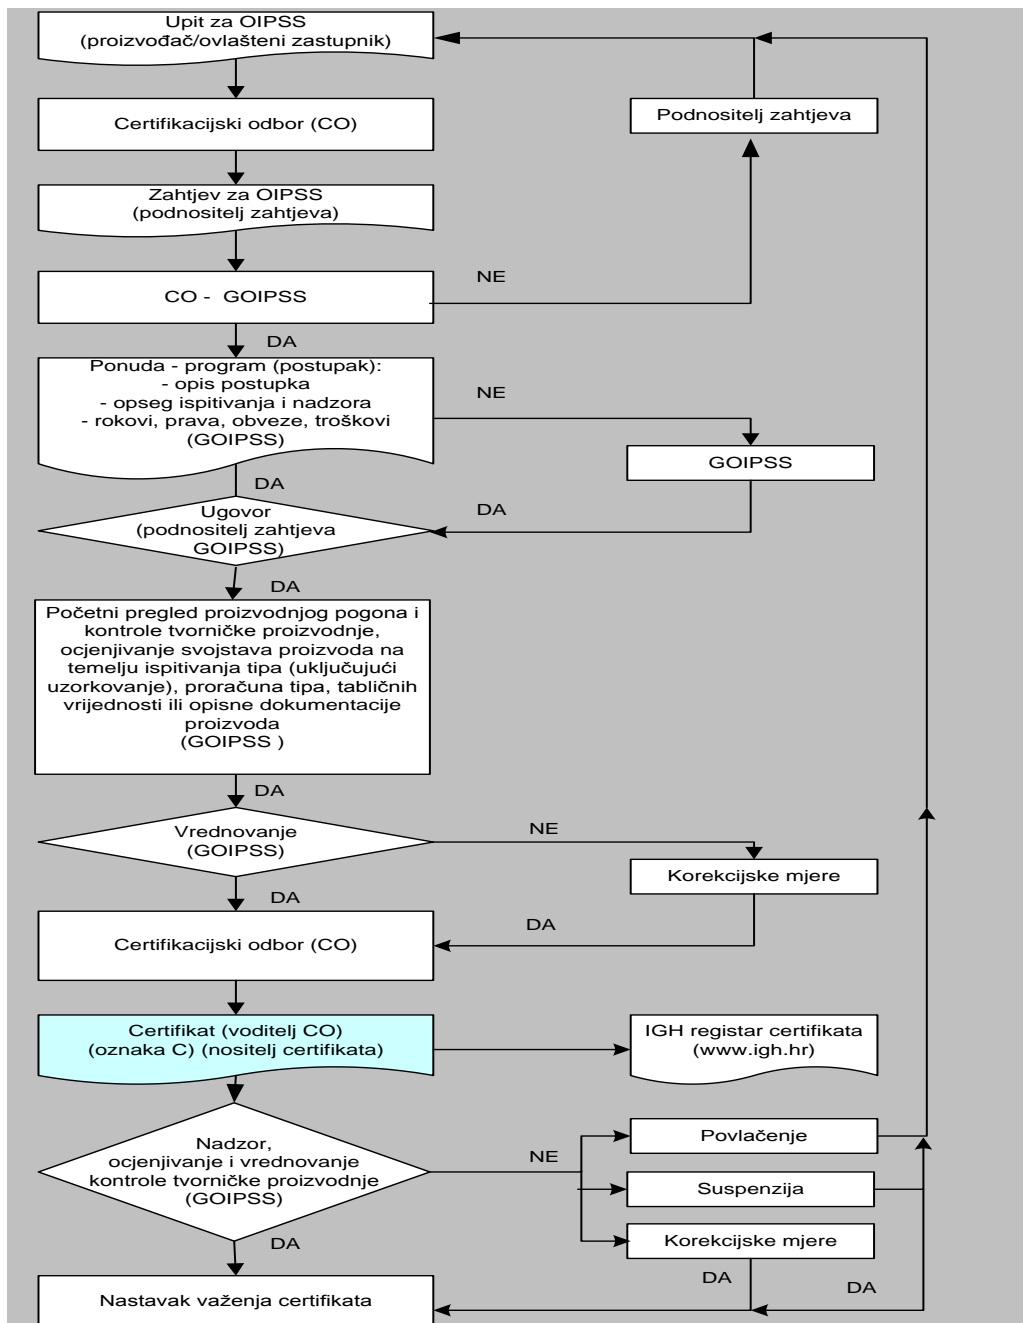 Upit za OIPSS
(proizvođač/ovlašteni zastupnik)
Certifikacijski odbor (CO)
Podnositelj zahtjeva
Zahtjev za OIPSS
(podnositelj zahtjeva)
NE
CO - GOIPSS
DA
Ponuda - program (postupak):
- opis postupka
- opseg ispitivanja i nadzora
- rokovi, prava, obveze, troškovi
(GOIPSS)
NE
GOIPSS
DA
DA
Ugovor
(podnositelj zahtjeva
GOIPSS)
DA
Početni pregled proizvodnjog pogona i
kontrole tvorničke proizvodnje,
ocjenjivanje svojstava proizvoda na
temelju ispitivanja tipa (uključujući
uzorkovanje), proračuna tipa, tabličnih
vrijednosti ili opisne dokumentacije
proizvoda
(GOIPSS )
DA
Vrednovanje
(GOIPSS)
NE
Korekcijske mjere
DA
DA
Certifikacijski odbor (CO)
Certifikat (voditelj CO)
(oznaka C) (nositelj certifikata)
IGH registar certifikata
(www.igh.hr)
Nadzor,
ocjenjivanje i vrednovanje
kontrole tvorničke proizvodnje
(GOIPSS)
NE
Povlačenje
Suspenzija
Korekcijske mjere
DA
DA
DA
Nastavak važenja certifikata